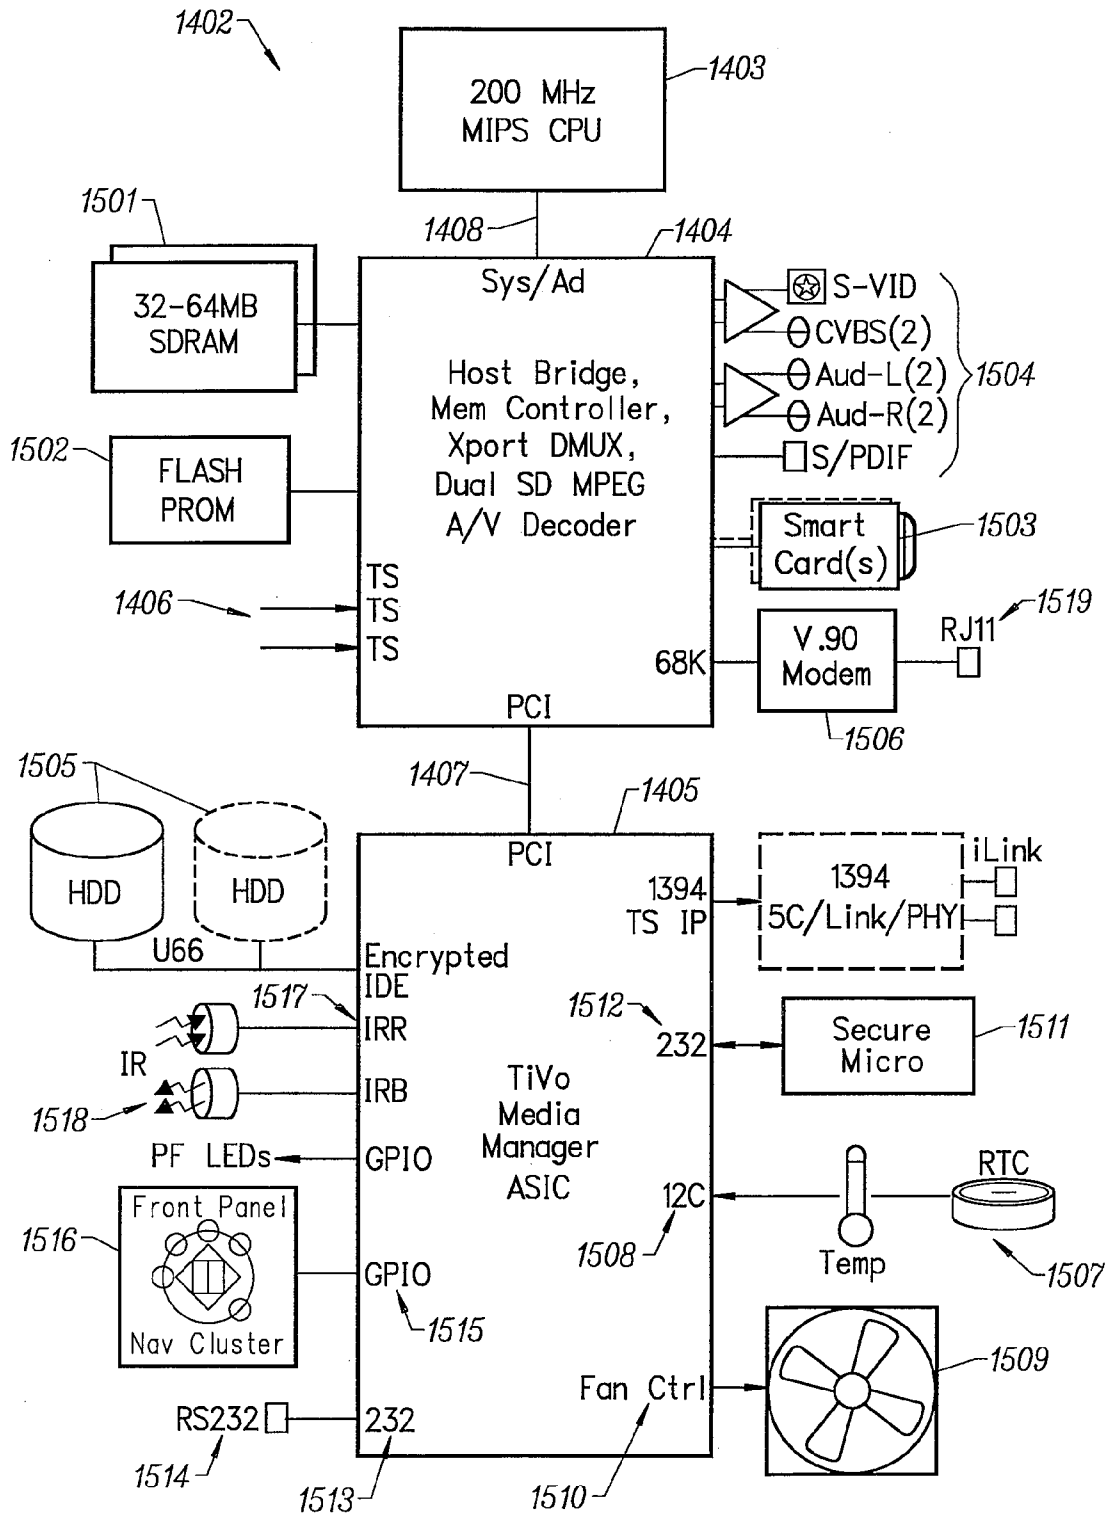 1402
200 MHz
MIPS CPU
1403
1408
1501
32-64MB
SDRAM
1404
Sys/Ad
Host Bridge,
Mem Controller,
Xport DMUX,
Dual SD MPEG
A/V Decoder
S-VID
CVBS(2)
Aud-L(2)
Aud-R(2)
S/PDIF
1504
1502
FLASH
PROM
Smart
Card(s)
1503
TS
TS
TS
1406
68K
V.90
Modem
RJ11
1519
1506
PCI
1407
1505
HDD
HDD
U66
1405
PCI
1394
TS IP
1394
5C/Link/PHY
iLink
Encrypted
IDE
1517
IRR
IR
IRB
1518
1512
232
Secure
Micro
1511
TiVo
Media
Manager
ASIC
PF LEDs
GPIO
12C
1508
Temp
RTC
1507
Front Panel
Nav Cluster
1516
GPIO
1515
Fan Ctrl
1509
RS232
232
1514
1513
1510